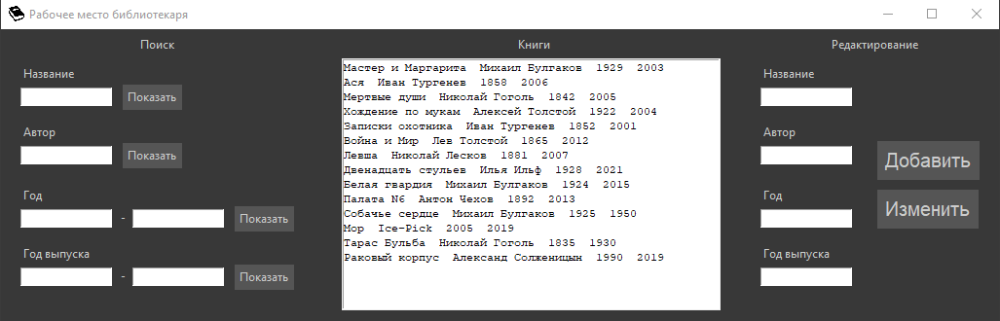 Рабочее место библиотекаря
Поиск
Название
Показать
Автор
Показать
Год
- Показать
Год выпуска
- Показать
Книги
Мастер и Маргарита Михаил Булгаков 1929 2003
Ася Иван Тургенев 1858 2006
Мертвые души Николай Гоголь 1842 2005
Хождение по мукам Алексей Толстой 1922 2004
Записки охотника Иван Тургенев 1852 2001
Война и Мир Лев Толстой 1865 2012
Левша Николай Лесков 1881 2007
Двенадцать стульев Илья Ильф 1928 2021
Белая гвардия Михаил Булгаков 1924 2015
Палата N6 Антон Чехов 1892 2013
Собачье сердце Михаил Булгаков 1925 1950
Мор Ice-Pick 2005 2019
Тарас Бульба Николай Гоголь 1835 1930
Раковый корпус Александ Солженицын 1990 2019
Редактирование
Название
Автор
Год
Год выпуска
Добавить
Изменить